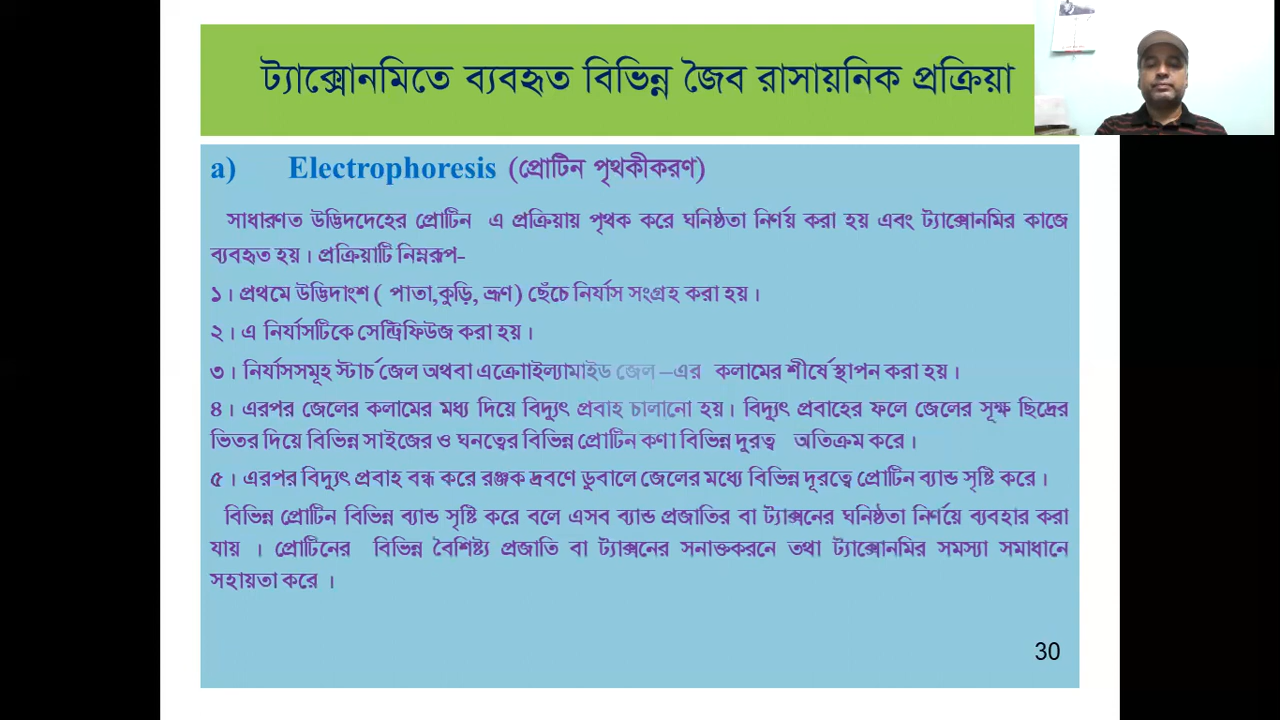 ট্যাক্সোনমিতে ব্যবহৃত বিভিন্ন জৈব রাসায়নিক প্রক্রিয়া
a) Electrophoresis (প্রোটিন পৃথকীকরণ)
সাধারণত উদ্ভিদদেহের প্রোটিন এ প্রক্রিয়ায় পৃথক করে ঘনিষ্ঠতা নির্ণয় করা হয় এবং ট্যাক্সোনমির কাজে
ব্যবহৃত হয়। প্রক্রিয়াটি নিম্নরূপ-
১। প্রথমে উদ্ভিদাংশ ( পাতা,কুড়ি, ভ্রূণ) ছেঁচে নির্যাস সংগ্রহ করা হয়।
২। এ নির্যাসটিকে সেন্ট্রিফিউজ করা হয়।
৩। নির্যাসসমূহ স্টার্চ জেল অথবা এক্রোাইল্যামাইড জেল –এর কলামের শীর্ষে স্থাপন করা হয়।
৪। এরপর জেলের কলামের মধ্য দিয়ে বিদ্যুৎ প্রবাহ চালানো হয়। বিদ্যুৎ প্রবাহের ফলে জেলের সূক্ষ ছিদ্রের
ভিতর দিয়ে বিভিন্ন সাইজের ও ঘনত্বের বিভিন্ন প্রোটিন কণা বিভিন্ন দুরত্ব অতিক্রম করে।
৫। এরপর বিদ্যুৎ প্রবাহ বন্ধ করে রঞ্জক দ্রবণে ডুবালে জেলের মধ্যে বিভিন্ন দূরত্বে প্রোটিন ব্যান্ড সৃষ্টি করে।
বিভিন্ন প্রোটিন বিভিন্ন ব্যান্ড সৃষ্টি করে বলে এসব ব্যান্ড প্রজাতির বা ট্যাক্সনের ঘনিষ্ঠতা নির্ণয়ে ব্যবহার করা
যায় । প্রোটিনের বিভিন্ন বৈশিষ্ট্য প্রজাতি বা ট্যাক্সনের সনাক্তকরনে তথা ট্যাক্সোনমির সমস্যা সমাধানে
সহায়তা করে ।
30